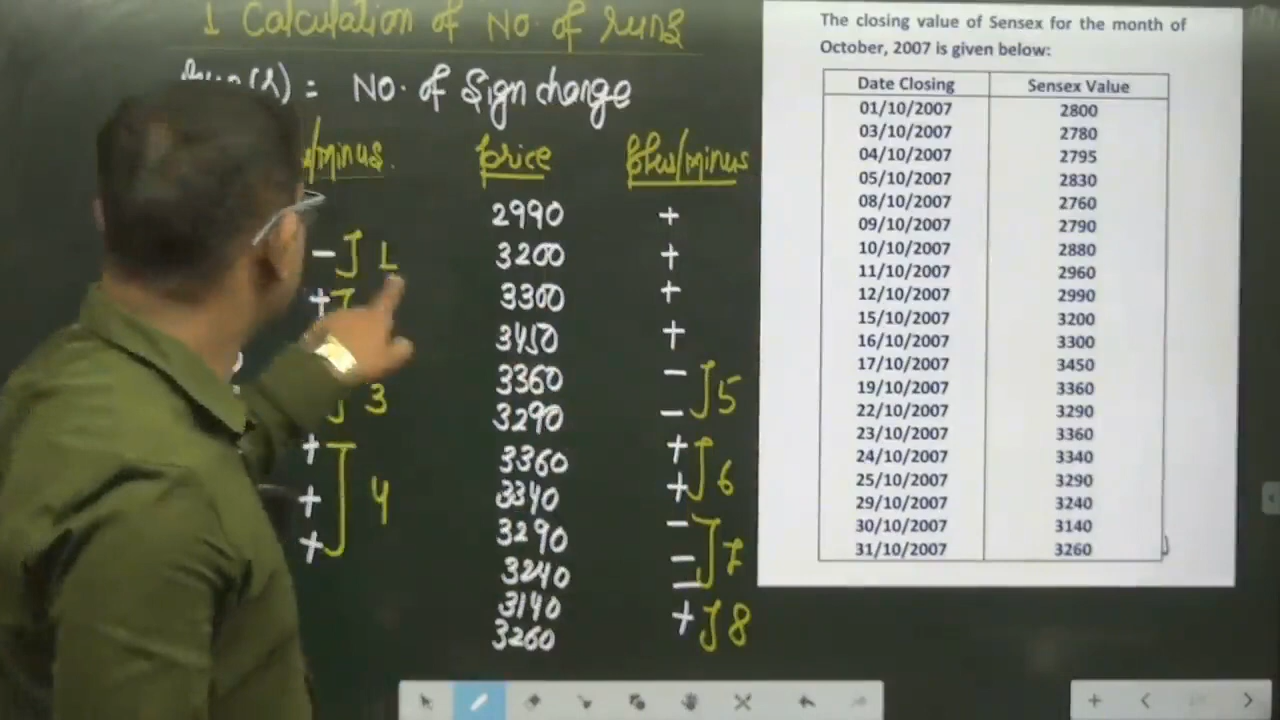 1 Calculation of No. of runs
Run(r) = No. of Sign change
/minus. price Plus/minus
2990 +
- 1 3200 +
+ 3300 +
3450 +
3360 - 5
3 3290 -
+ 3360 + 6
+ 4 3340 +
+ 3290 - 7
3240 -
3140 -
3260 + 8
The closing value of Sensex for the month of
October, 2007 is given below:
Date Closing Sensex Value
01/10/2007 2800
03/10/2007 2780
04/10/2007 2795
05/10/2007 2830
08/10/2007 2760
09/10/2007 2790
10/10/2007 2880
11/10/2007 2960
12/10/2007 2990
15/10/2007 3200
16/10/2007 3300
17/10/2007 3450
19/10/2007 3360
22/10/2007 3290
23/10/2007 3360
24/10/2007 3340
25/10/2007 3290
29/10/2007 3240
30/10/2007 3140
31/10/2007 3260